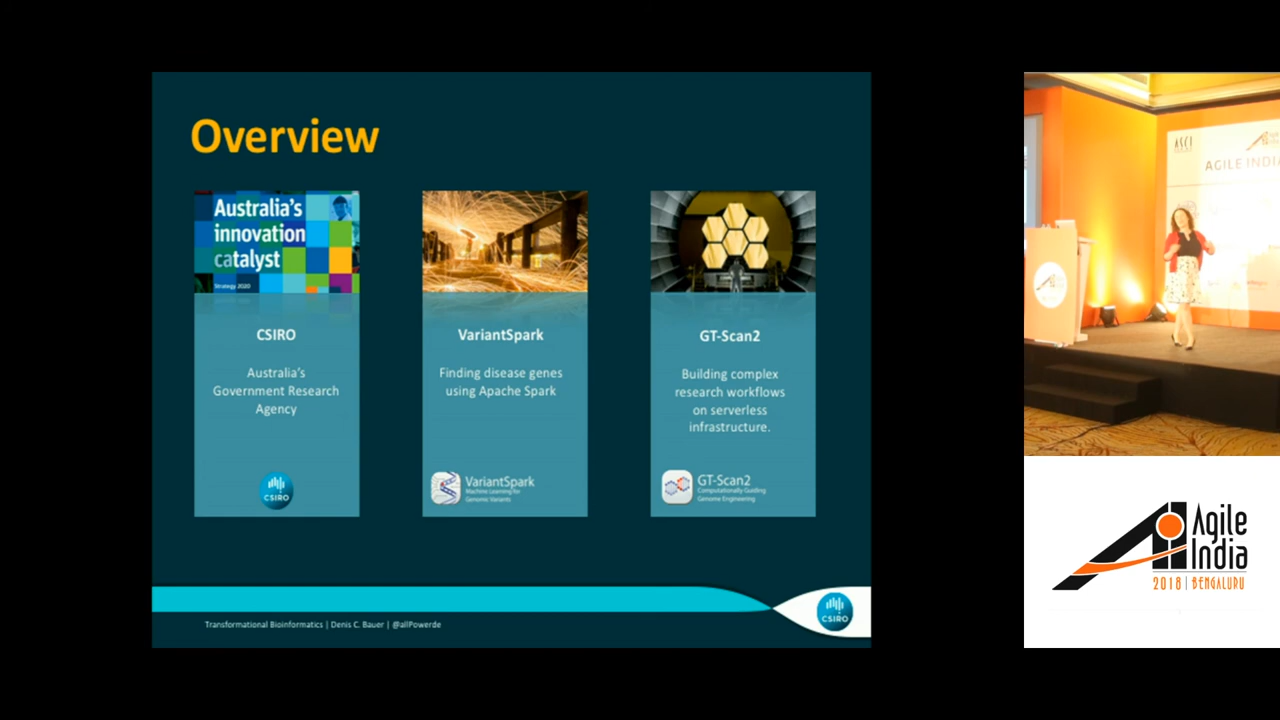 Overview
Australia's
innovation
catalyst
Strategy 2020
CSIRO
Australia's
Government Research
Agency
CSIRO
VariantSpark
Finding disease genes
using Apache Spark
VariantSpark
Machine Learning for
Genomic Variants
GT-Scan2
Building complex
research workflows
on serverless
infrastructure.
GT-Scan2
Computationally Guiding
Genome Engineering
Transformational Bioinformatics | Denis C. Bauer | @allPowerde
CSIRO
ASCI
AGILE INDIA
Agile
India
2018 | BENGALURU